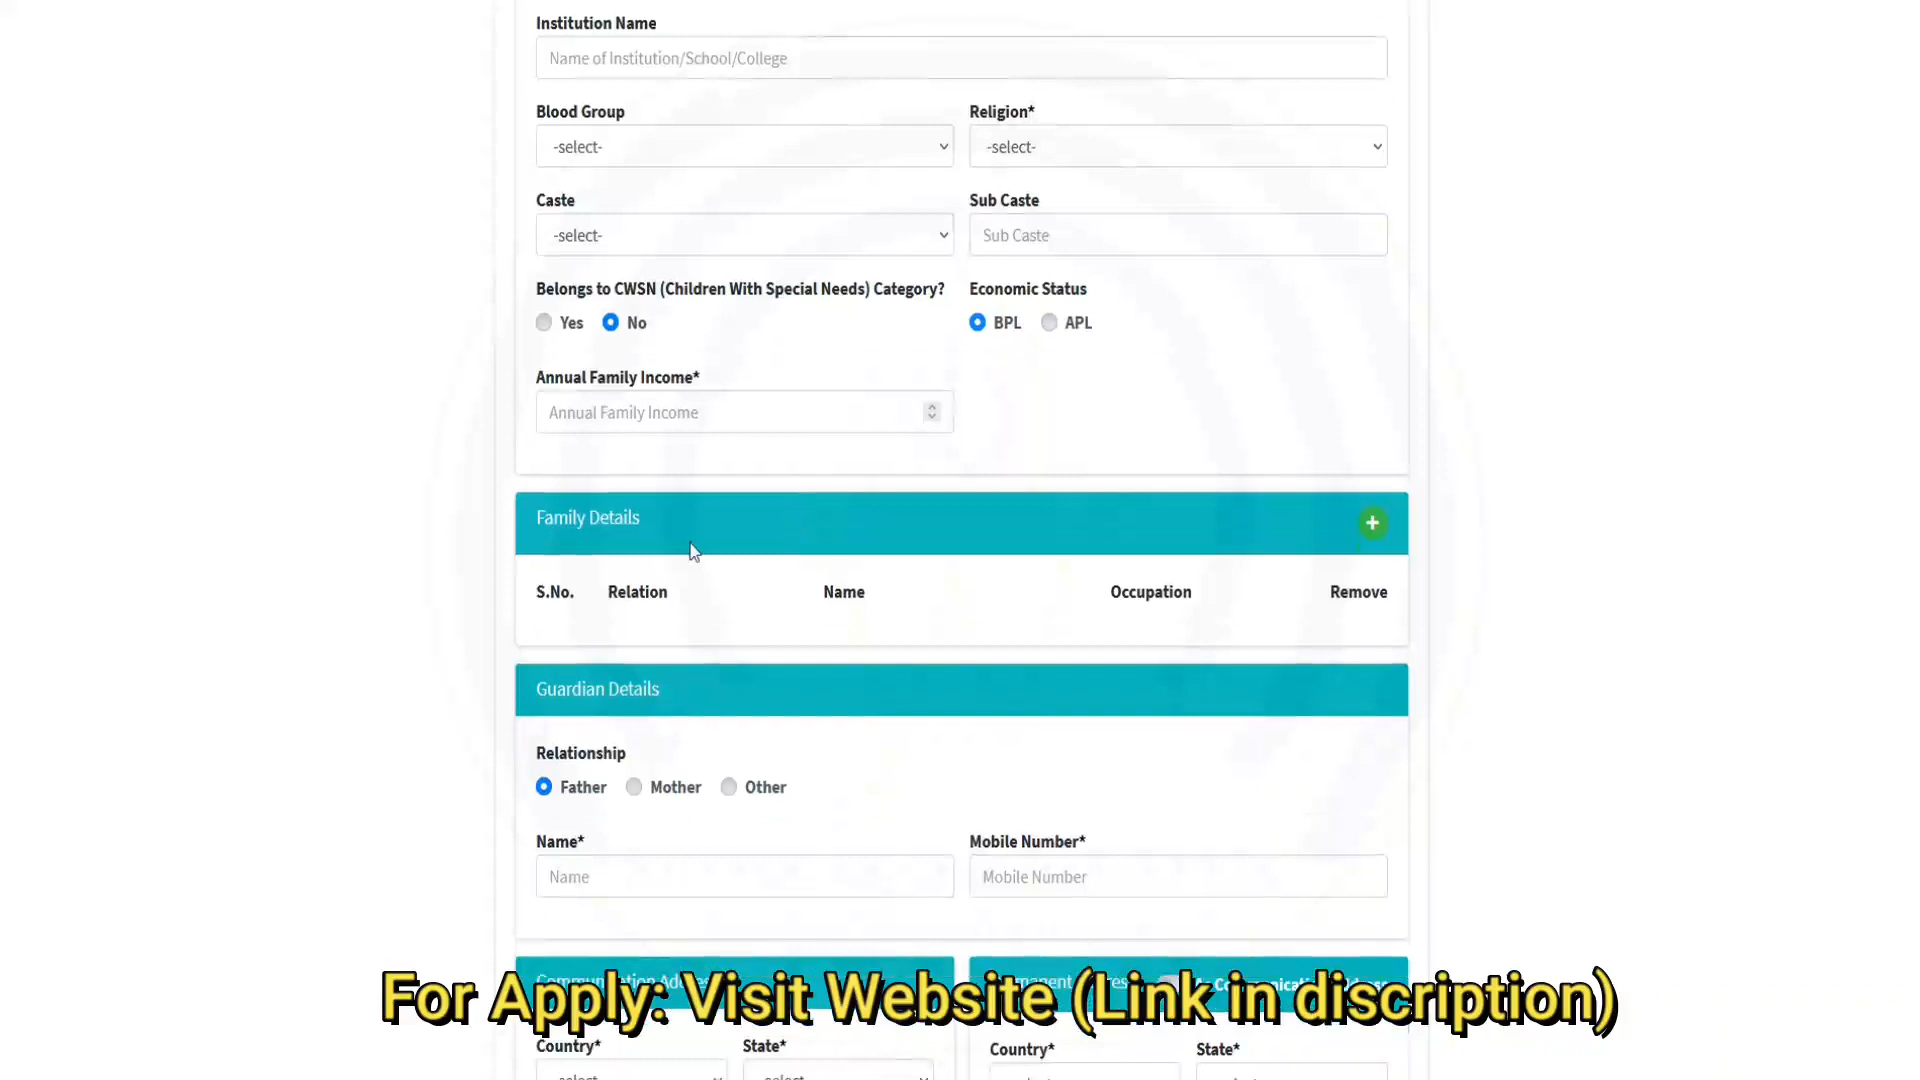 Institution Name
Name of Institution/School/College
Blood Group Religion*
-select- -select-
Caste Sub Caste
-select- Sub Caste
Belongs to CWSN (Children With Special Needs) Category? Economic Status
Yes No BPL APL
Annual Family Income*
Annual Family Income
Family Details
S.No. Relation Name Occupation Remove
Guardian Details
Relationship
Father Mother Other
Name* Mobile Number*
Name Mobile Number
For Apply: Visit Website (Link in discription)
Country* State* Country* State*